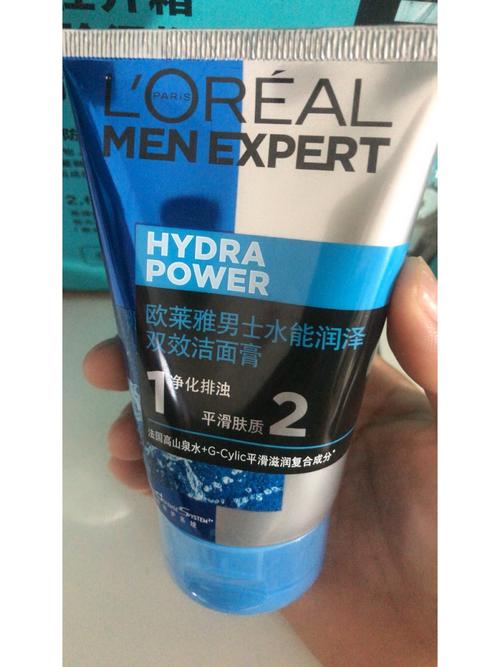 L'ORÉAL
PARIS
MEN EXPERT
HYDRA
POWER
欧莱雅男士水能润泽
双效洁面膏
1 净化排浊
平滑肤质 2
法国高山泉水+G-Cylic平滑滋润复合成分*